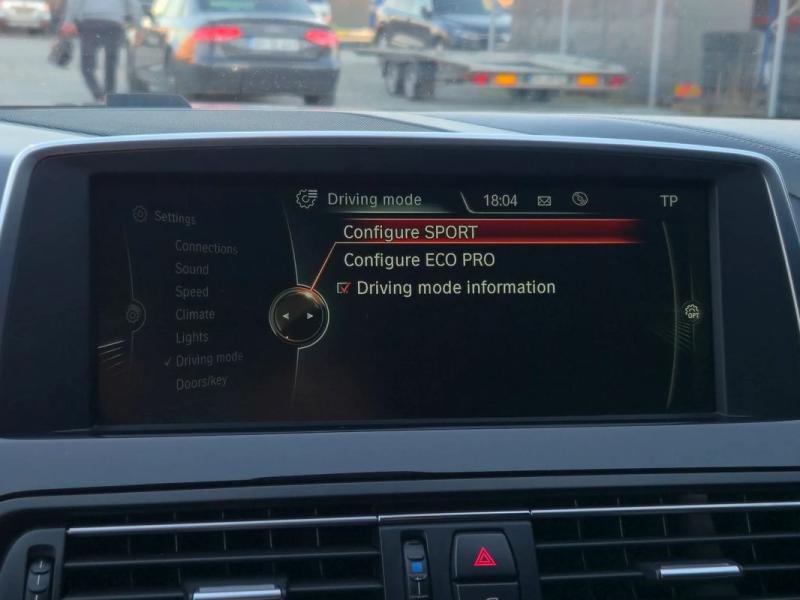 Driving mode
18:04
TP
Settings
Connections
Sound
Speed
Climate
Lights
Driving mode
Doors/key
Configure SPORT
Configure ECO PRO
Driving mode information
OPT